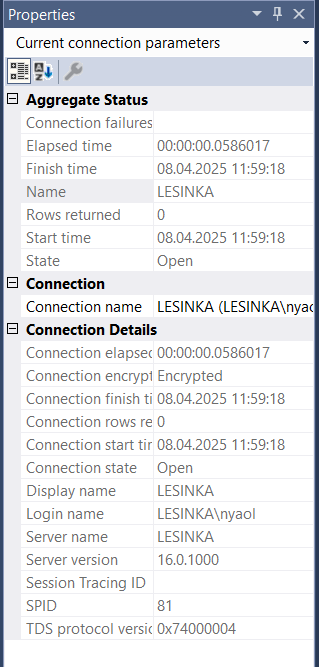 Properties
Current connection parameters
Aggregate Status
Connection failures
Elapsed time 00:00:00.0586017
Finish time 08.04.2025 11:59:18
Name LESINKA
Rows returned 0
Start time 08.04.2025 11:59:18
State Open
Connection
Connection name LESINKA (LESINKA\nyao
Connection Details
Connection elapsed 00:00:00.0586017
Connection encrypt Encrypted
Connection finish ti 08.04.2025 11:59:18
Connection rows re 0
Connection start tim 08.04.2025 11:59:18
Connection state Open
Display name LESINKA
Login name LESINKA\nyaol
Server name LESINKA
Server version 16.0.1000
Session Tracing ID
SPID 81
TDS protocol versic 0x74000004